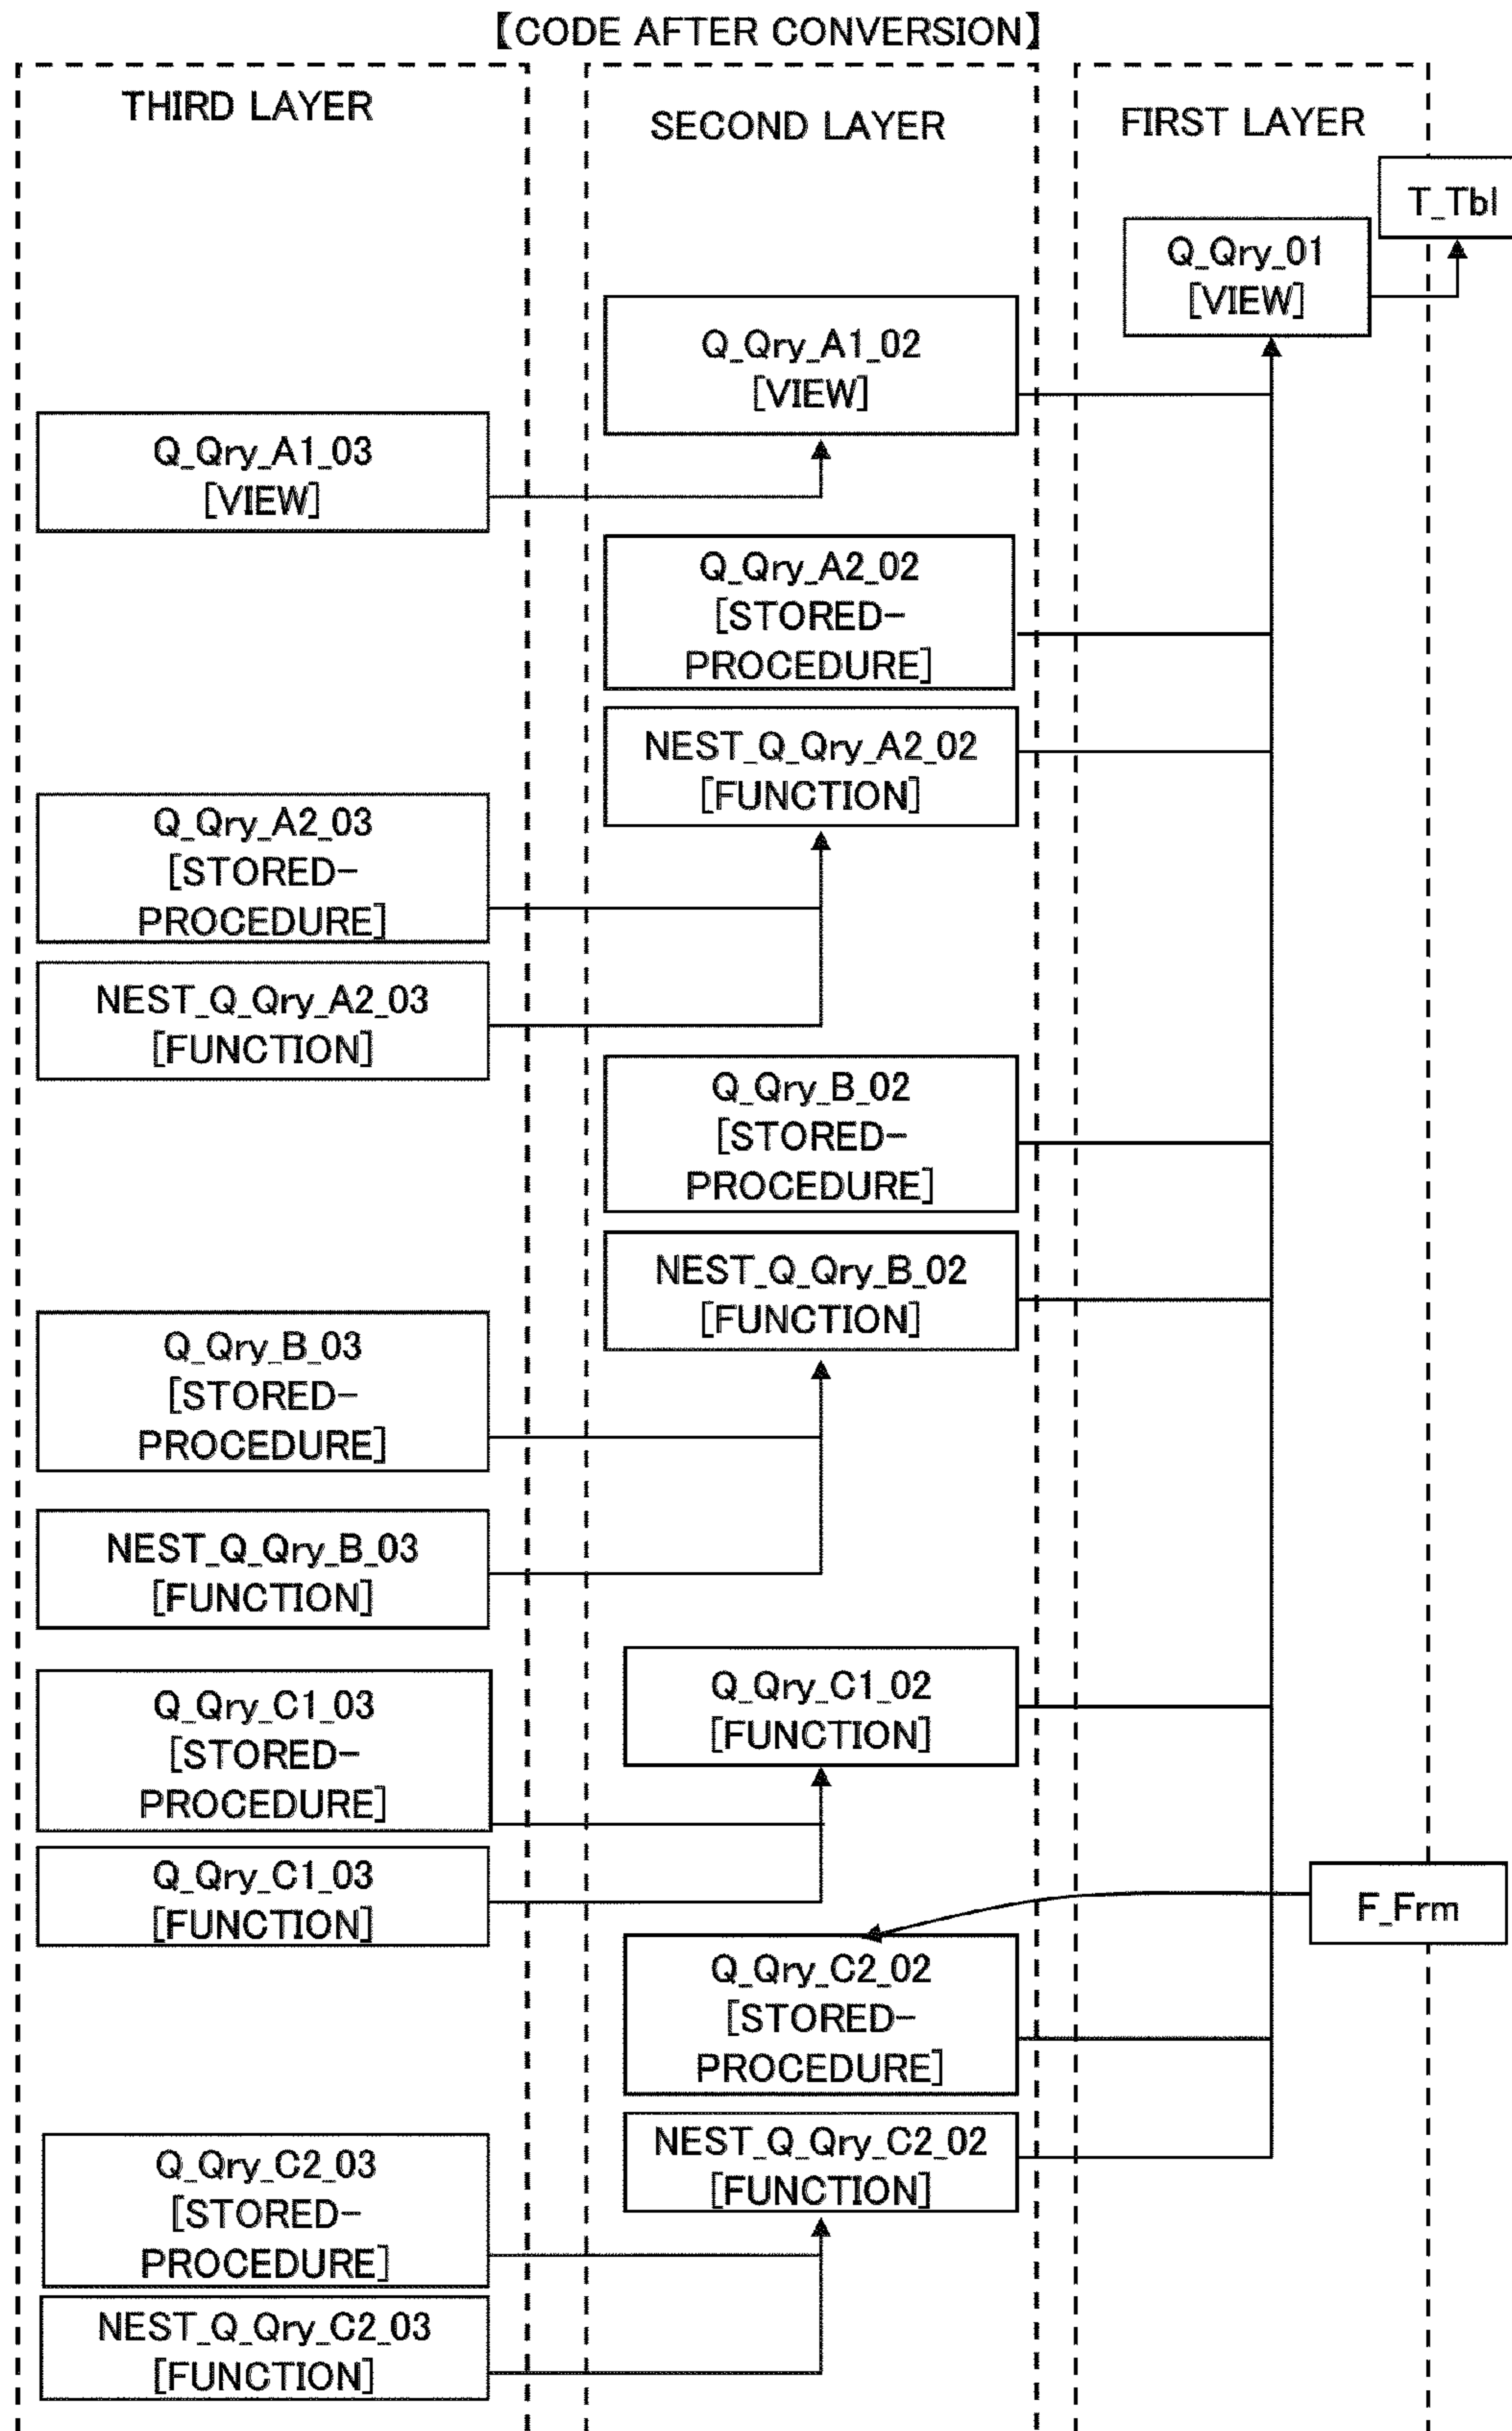 【CODE AFTER CONVERSION】
THIRD LAYER
SECOND LAYER
FIRST LAYER
T_Tbl
Q_Qry_01
[VIEW]
Q_Qry_A1_02
[VIEW]
Q_Qry_A1_03
[VIEW]
Q_Qry_A2_02
[STORED-
PROCEDURE]
NEST_Q_Qry_A2_02
[FUNCTION]
Q_Qry_A2_03
[STORED-
PROCEDURE]
NEST_Q_Qry_A2_03
[FUNCTION]
Q_Qry_B_02
[STORED-
PROCEDURE]
NEST_Q_Qry_B_02
[FUNCTION]
Q_Qry_B_03
[STORED-
PROCEDURE]
NEST_Q_Qry_B_03
[FUNCTION]
Q_Qry_C1_02
[FUNCTION]
Q_Qry_C1_03
[STORED-
PROCEDURE]
Q_Qry_C1_03
[FUNCTION]
F_Frm
Q_Qry_C2_02
[STORED-
PROCEDURE]
NEST_Q_Qry_C2_02
[FUNCTION]
Q_Qry_C2_03
[STORED-
PROCEDURE]
NEST_Q_Qry_C2_03
[FUNCTION]